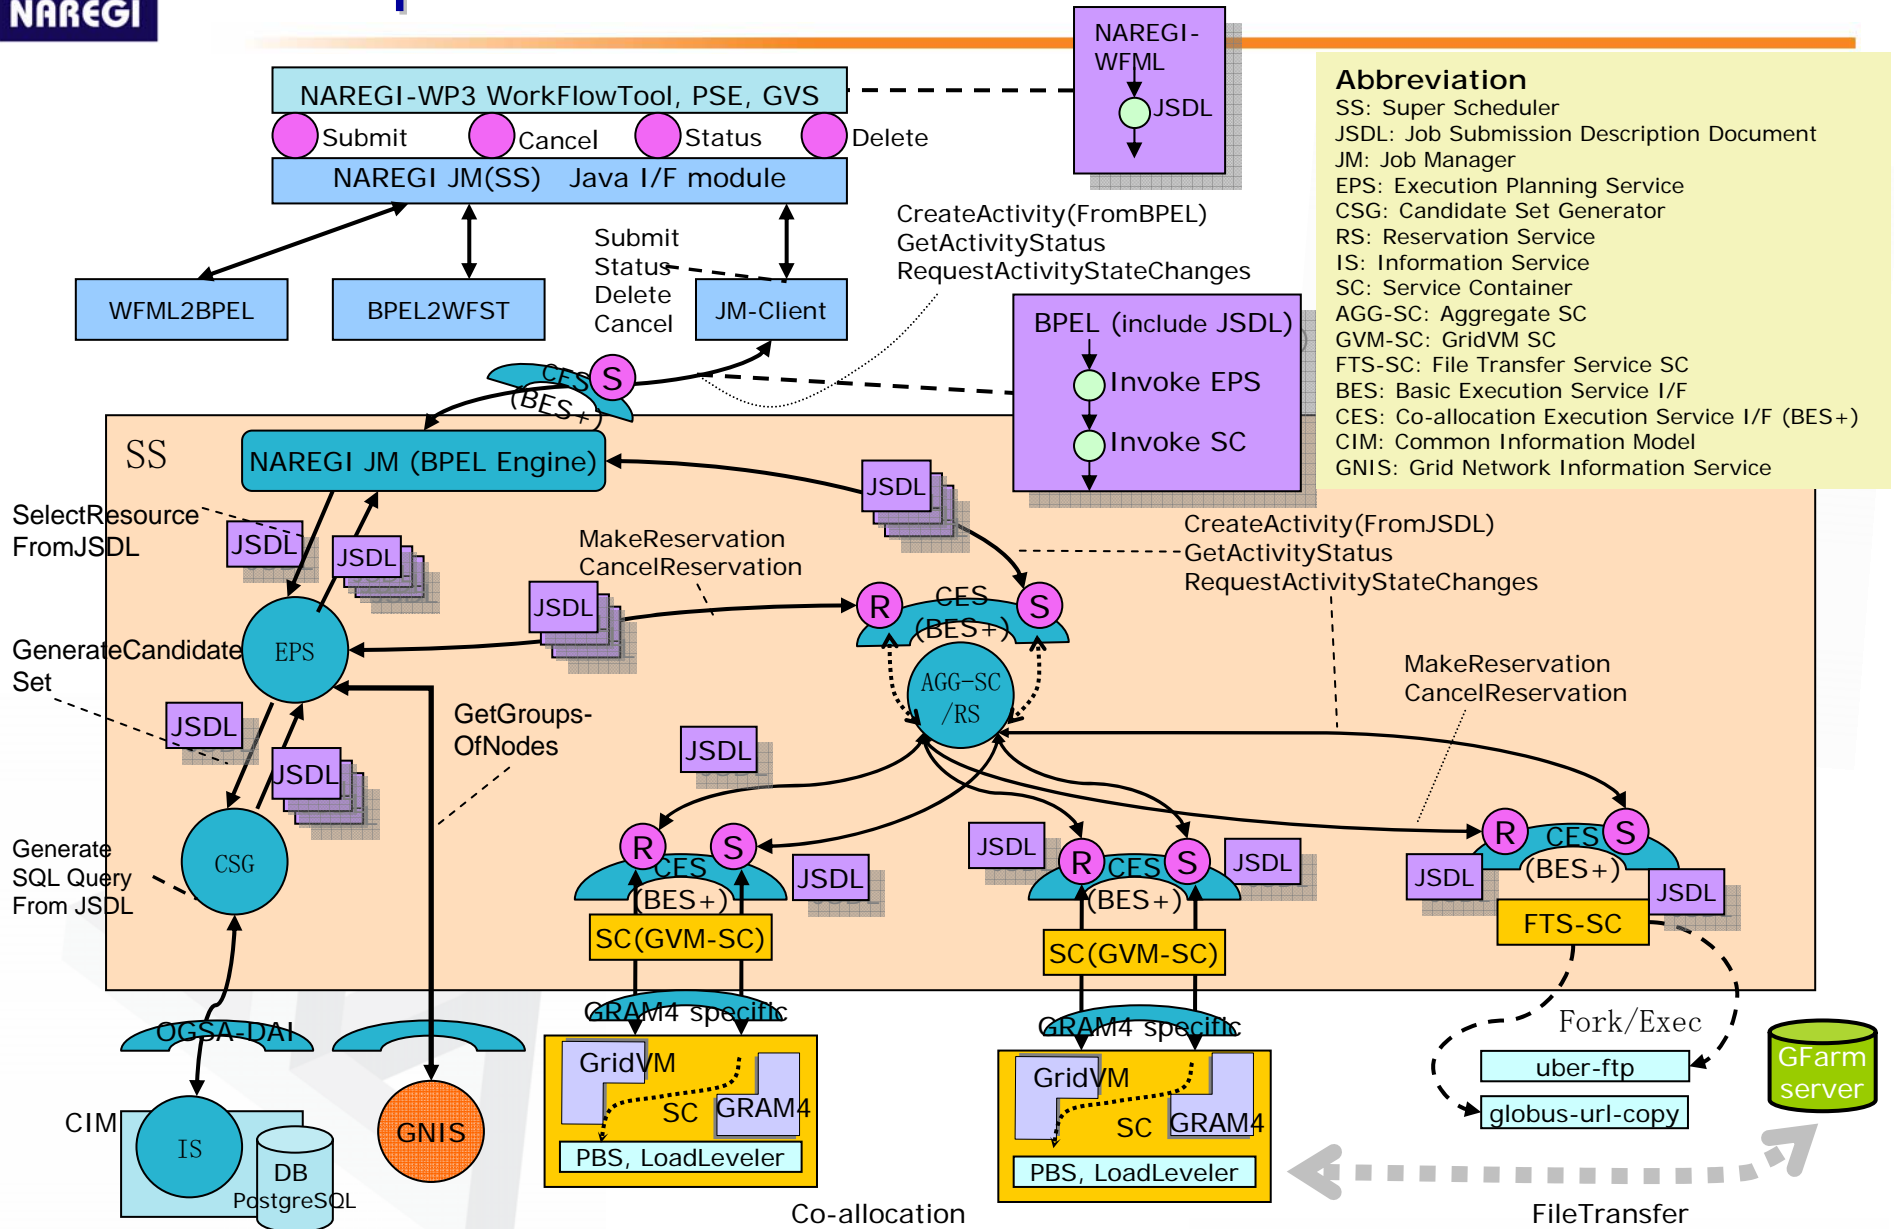 NAREGI
NAREGI-
WFML
JSDL
NAREGI-WP3 WorkFlowTool, PSE, GVS
Submit
Cancel
Status
Delete
NAREGI JM(SS) Java I/F module
Abbreviation
SS: Super Scheduler
JSDL: Job Submission Description Document
JM: Job Manager
EPS: Execution Planning Service
CSG: Candidate Set Generator
RS: Reservation Service
IS: Information Service
SC: Service Container
AGG-SC: Aggregate SC
GVM-SC: GridVM SC
FTS-SC: File Transfer Service SC
BES: Basic Execution Service I/F
CES: Co-allocation Execution Service I/F (BES+)
CIM: Common Information Model
GNIS: Grid Network Information Service
CreateActivity(FromBPEL)
GetActivityStatus
RequestActivityStateChanges
Submit
Status
Delete
Cancel
WFML2BPEL
BPEL2WFST
JM-Client
BPEL (include JSDL)
Invoke EPS
Invoke SC
CES
S
(BES+)
SS
NAREGI JM (BPEL Engine)
JSDL
SelectResource
FromJSDL
JSDL
JSDL
MakeReservation
CancelReservation
CreateActivity(FromJSDL)
GetActivityStatus
RequestActivityStateChanges
JSDL
R
CES
S
(BES+)
GenerateCandidate
Set
EPS
AGG-SC
/RS
MakeReservation
CancelReservation
JSDL
GetGroups-
OfNodes
JSDL
JSDL
Generate
SQL Query
From JSDL
CSG
R
S
CES
(BES+)
JSDL
JSDL
R
S
CES
(BES+)
JSDL
R
S
CES
(BES+)
JSDL
JSDL
SC(GVM-SC)
SC(GVM-SC)
FTS-SC
OGSA-DAI
GRAM4 specific
GRAM4 specific
Fork/Exec
GridVM
SC
GRAM4
PBS, LoadLeveler
GridVM
SC
GRAM4
PBS, LoadLeveler
uber-ftp
globus-url-copy
GFarm
server
CIM
IS
DB
PostgreSQL
GNIS
Co-allocation
FileTransfer